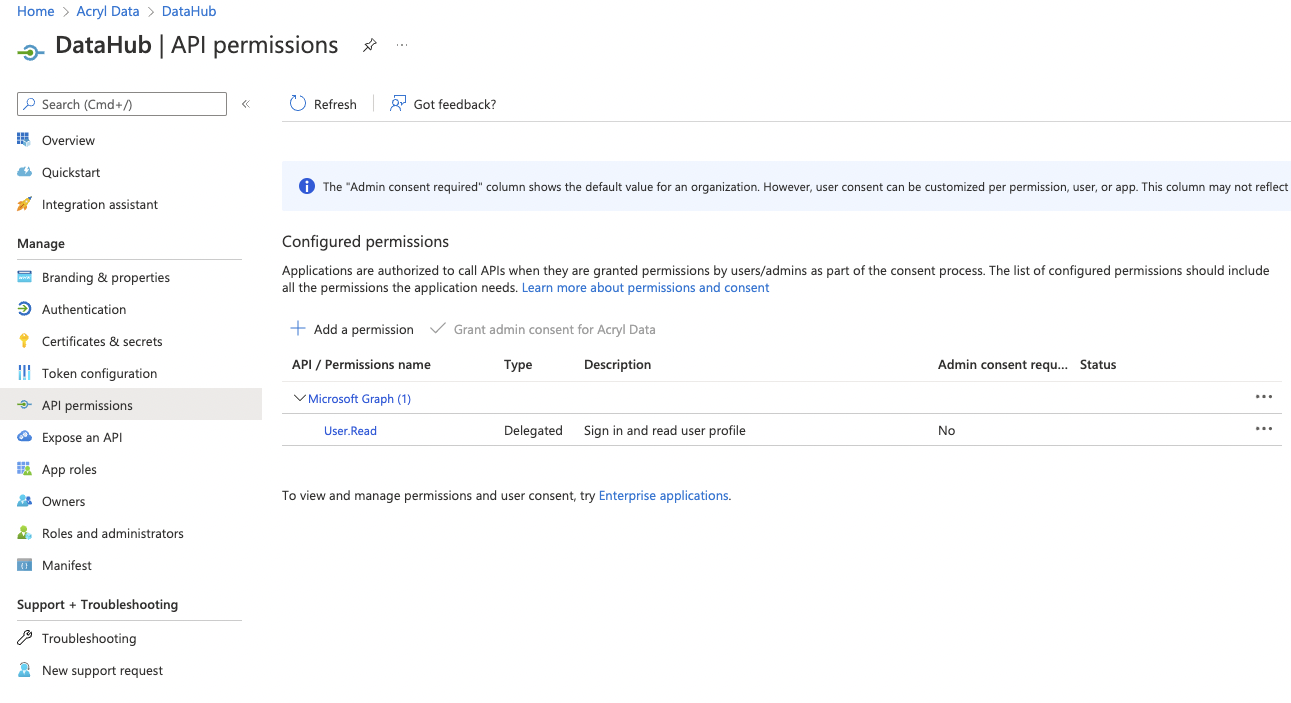 Home > Acryl Data > DataHub
DataHub | API permissions ...
Search (Cmd+/) «
Refresh
Got feedback?
Overview
Quickstart
Integration assistant
Manage
Branding & properties
Authentication
Certificates & secrets
Token configuration
API permissions
Expose an API
App roles
Owners
Roles and administrators
Manifest
Support + Troubleshooting
Troubleshooting
New support request
The "Admin consent required" column shows the default value for an organization. However, user consent can be customized per permission, user, or app. This column may not reflect
Configured permissions
Applications are authorized to call APIs when they are granted permissions by users/admins as part of the consent process. The list of configured permissions should include
all the permissions the application needs. Learn more about permissions and consent
Add a permission Grant admin consent for Acryl Data
API / Permissions name Type Description Admin consent requ... Status
Microsoft Graph (1) ...
User.Read Delegated Sign in and read user profile No ...
To view and manage permissions and user consent, try Enterprise applications.